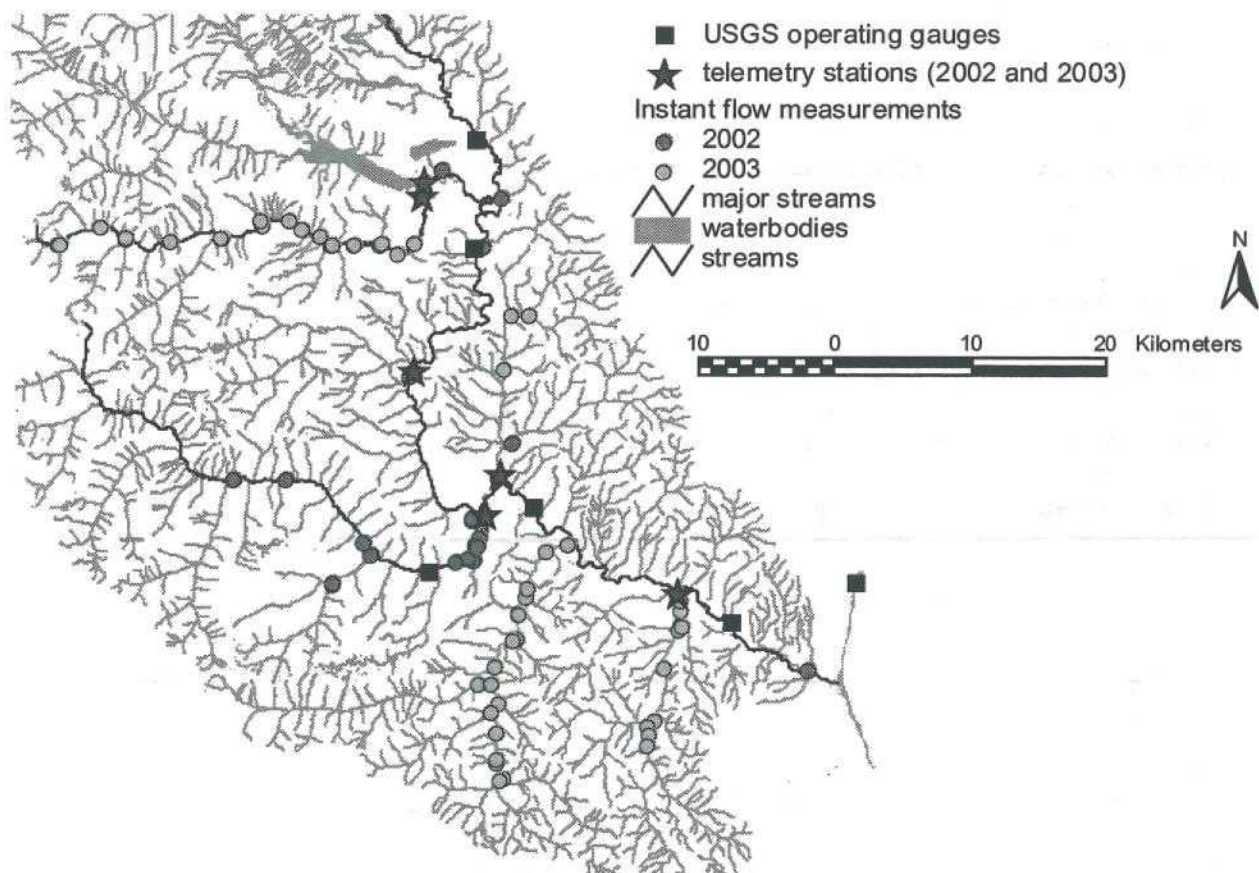 USGS operating gauges
telemetry stations (2002 and 2003)
Instant flow measurements
2002
2003
major streams
waterbodies
streams
N
10 0 10 20 Kilometers